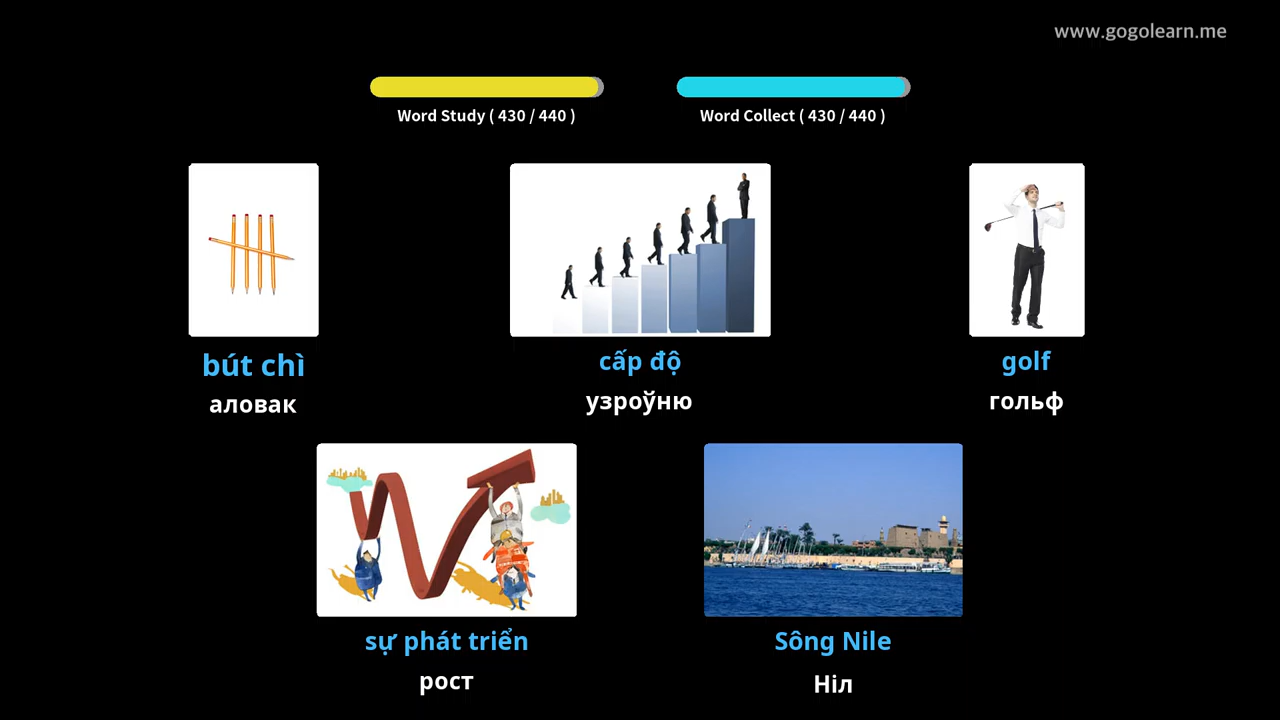 www.gogolearn.me
Word Study ( 430 / 440 )
Word Collect ( 430 / 440 )
bút chì
аловак
cấp độ
узроўню
golf
гольф
sự phát triển
рост
Sông Nile
Ніл